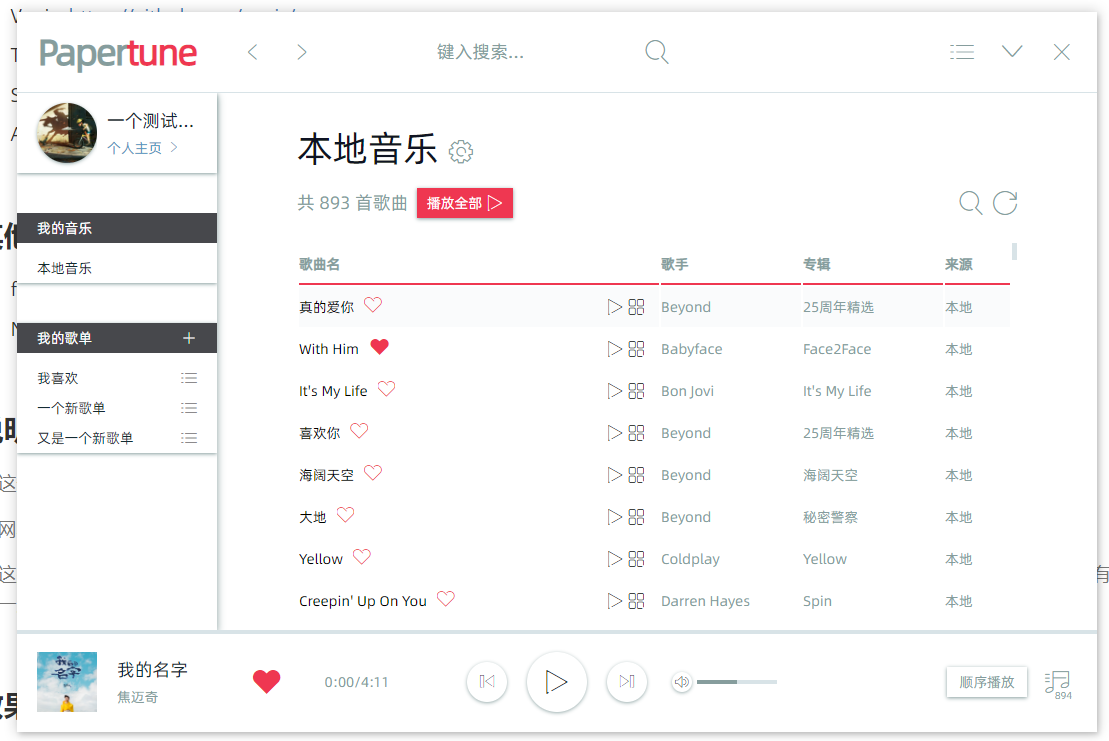 Papertune
键入搜索...
一个测试...
个人主页
我的音乐
本地音乐
我的歌单
我喜欢
一个新歌单
又是一个新歌单
本地音乐
共 893 首歌曲 播放全部
歌曲名 歌手 专辑 来源
真的爱你 Beyond 25周年精选 本地
With Him Babyface Face2Face 本地
It's My Life Bon Jovi It's My Life 本地
喜欢你 Beyond 25周年精选 本地
海阔天空 Beyond 海阔天空 本地
大地 Beyond 秘密警察 本地
Yellow Coldplay Yellow 本地
Creepin' Up On You Darren Hayes Spin 本地
这
网
这
有
我的名字
我的名字
焦迈奇
0:00/4:11
顺序播放
894